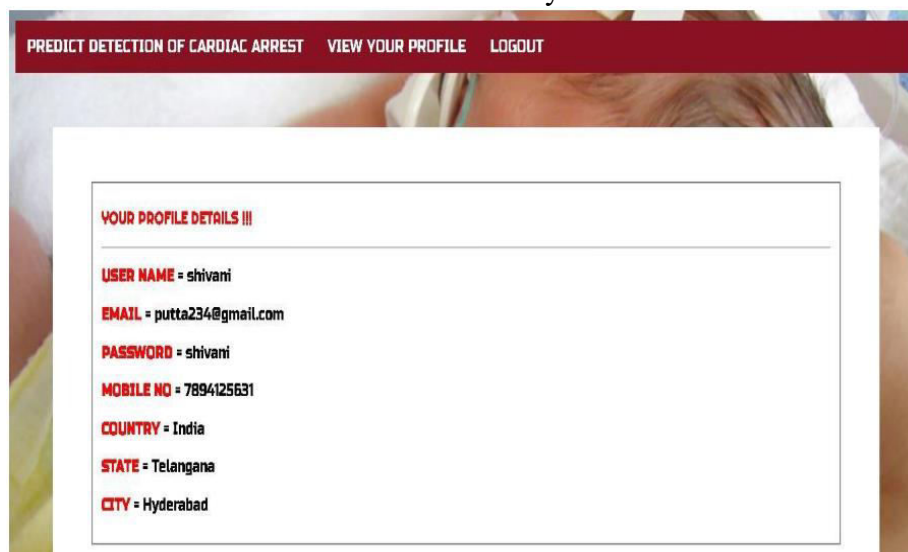 PREDICT DETECTION OF CARDIAC ARREST VIEW YOUR PROFILE LOGOUT
YOUR PROFILE DETAILS !!!
USER NAME = shivani
EMAIL = putta234@gmail.com
PASSWORD = shivani
MOBILE NO = 7894125631
COUNTRY = India
STATE = Telangana
CITY = Hyderabad